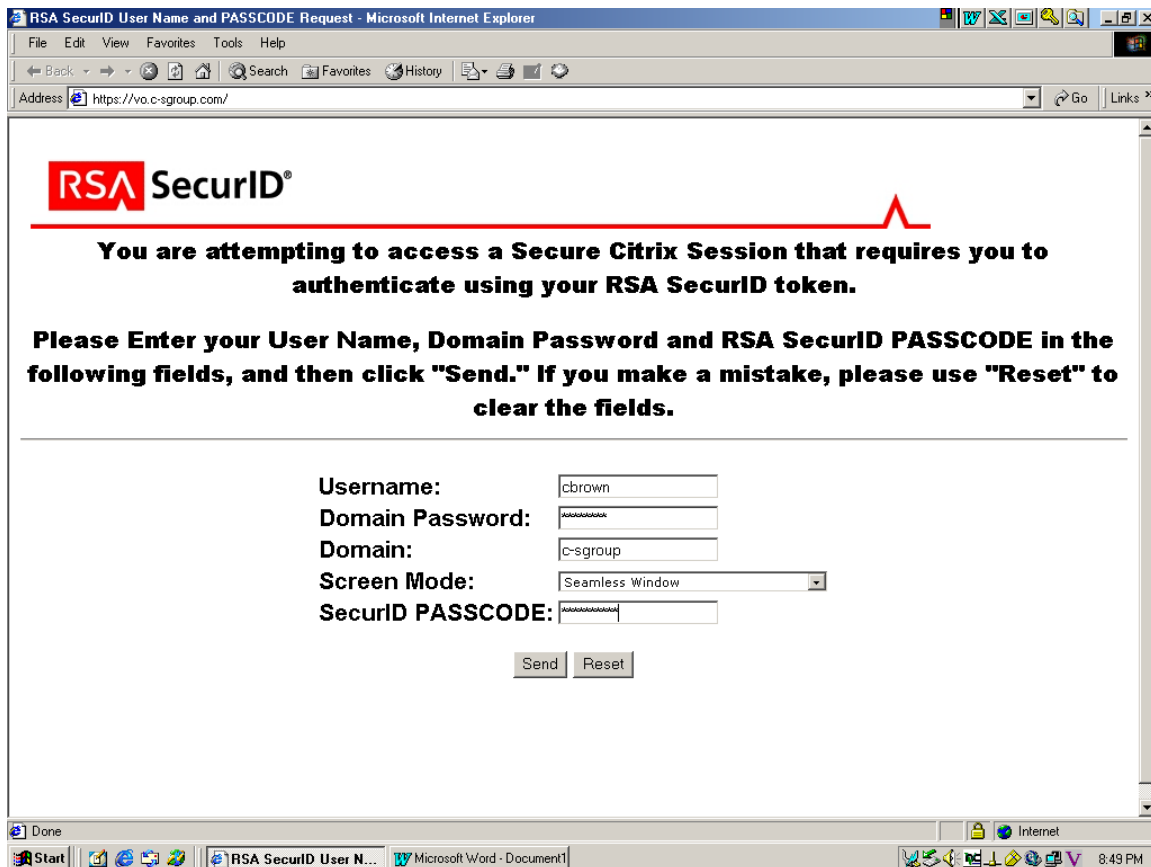 RSA SecurID User Name and PASSCODE Request - Microsoft Internet Explorer
File Edit View Favorites Tools Help
Back Search Favorites History
Address https://vo.c-sgroup.com/ Go Links »
RSA SecurID®
You are attempting to access a Secure Citrix Session that requires you to
authenticate using your RSA SecurID token.
Please Enter your User Name, Domain Password and RSA SecurID PASSCODE in the
following fields, and then click "Send." If you make a mistake, please use "Reset" to
clear the fields.
Username: cbrown
Domain Password: ********
Domain: c-sgroup
Screen Mode: Seamless Window
SecurID PASSCODE: **********
Send Reset
Done Internet
Start RSA SecurID User N... Microsoft Word - Document1 8:49 PM